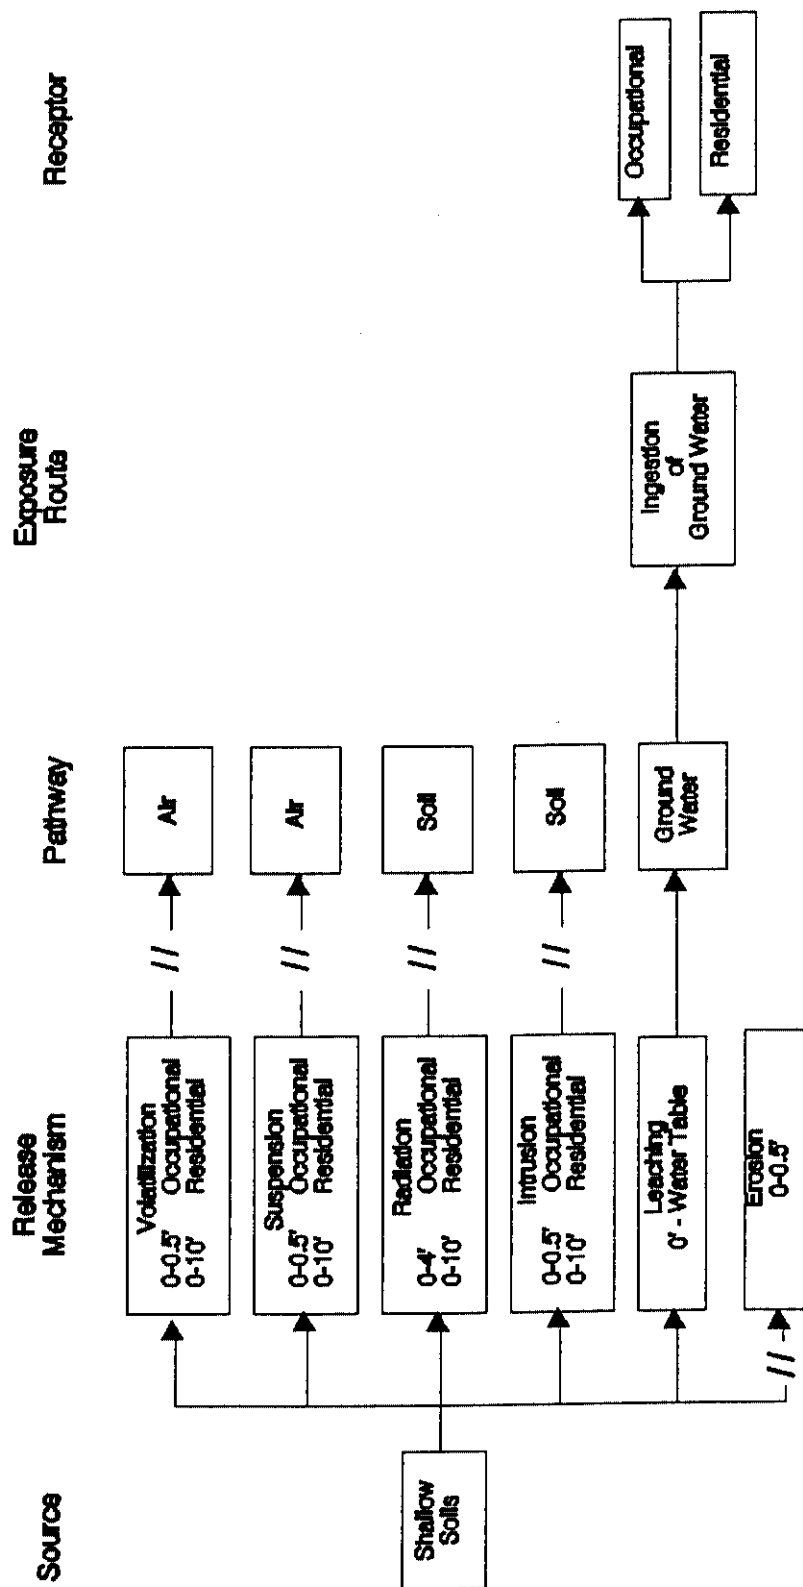 Source
Release
Mechanism
Pathway
Exposure
Route
Receptor
Shallow
Soils
Volatilization
0-0.5' Occupational
0-10' Residential
Air
Suspension
0-0.5' Occupational
0-10' Residential
Air
Radiation
0-4' Occupational
0-10' Residential
Soil
Intrusion
0-0.5' Occupational
0-10' Residential
Soil
Leaching
0' - Water Table
Ground
Water
Ingestion
of
Ground Water
Occupational
Residential
Erosion
0-0.5'